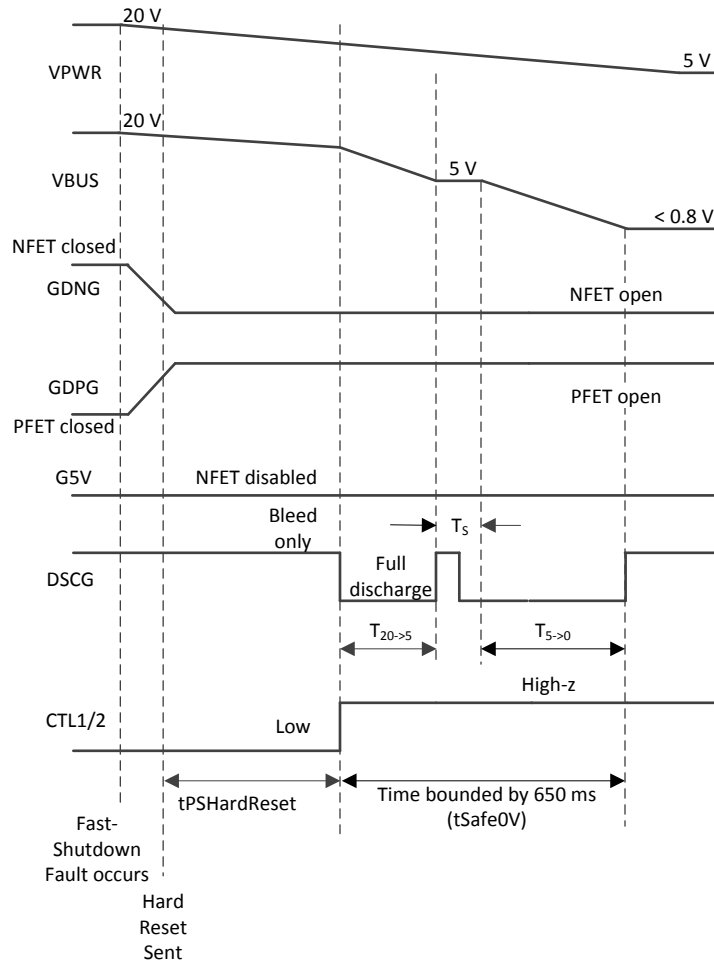 20 V
5 V
VPWR
20 V
5 V
VBUS
< 0.8 V
NFET closed
GDNG
NFET open
GDPG
PFET open
PFET closed
G5V
NFET disabled
Bleed
only
TS
DSCG
Full
discharge
T20->5
T5->0
High-z
CTL1/2
Low
tPSHardReset
Time bounded by 650 ms
(tSafe0V)
Fast-
Shutdown
Fault occurs
Hard
Reset
Sent